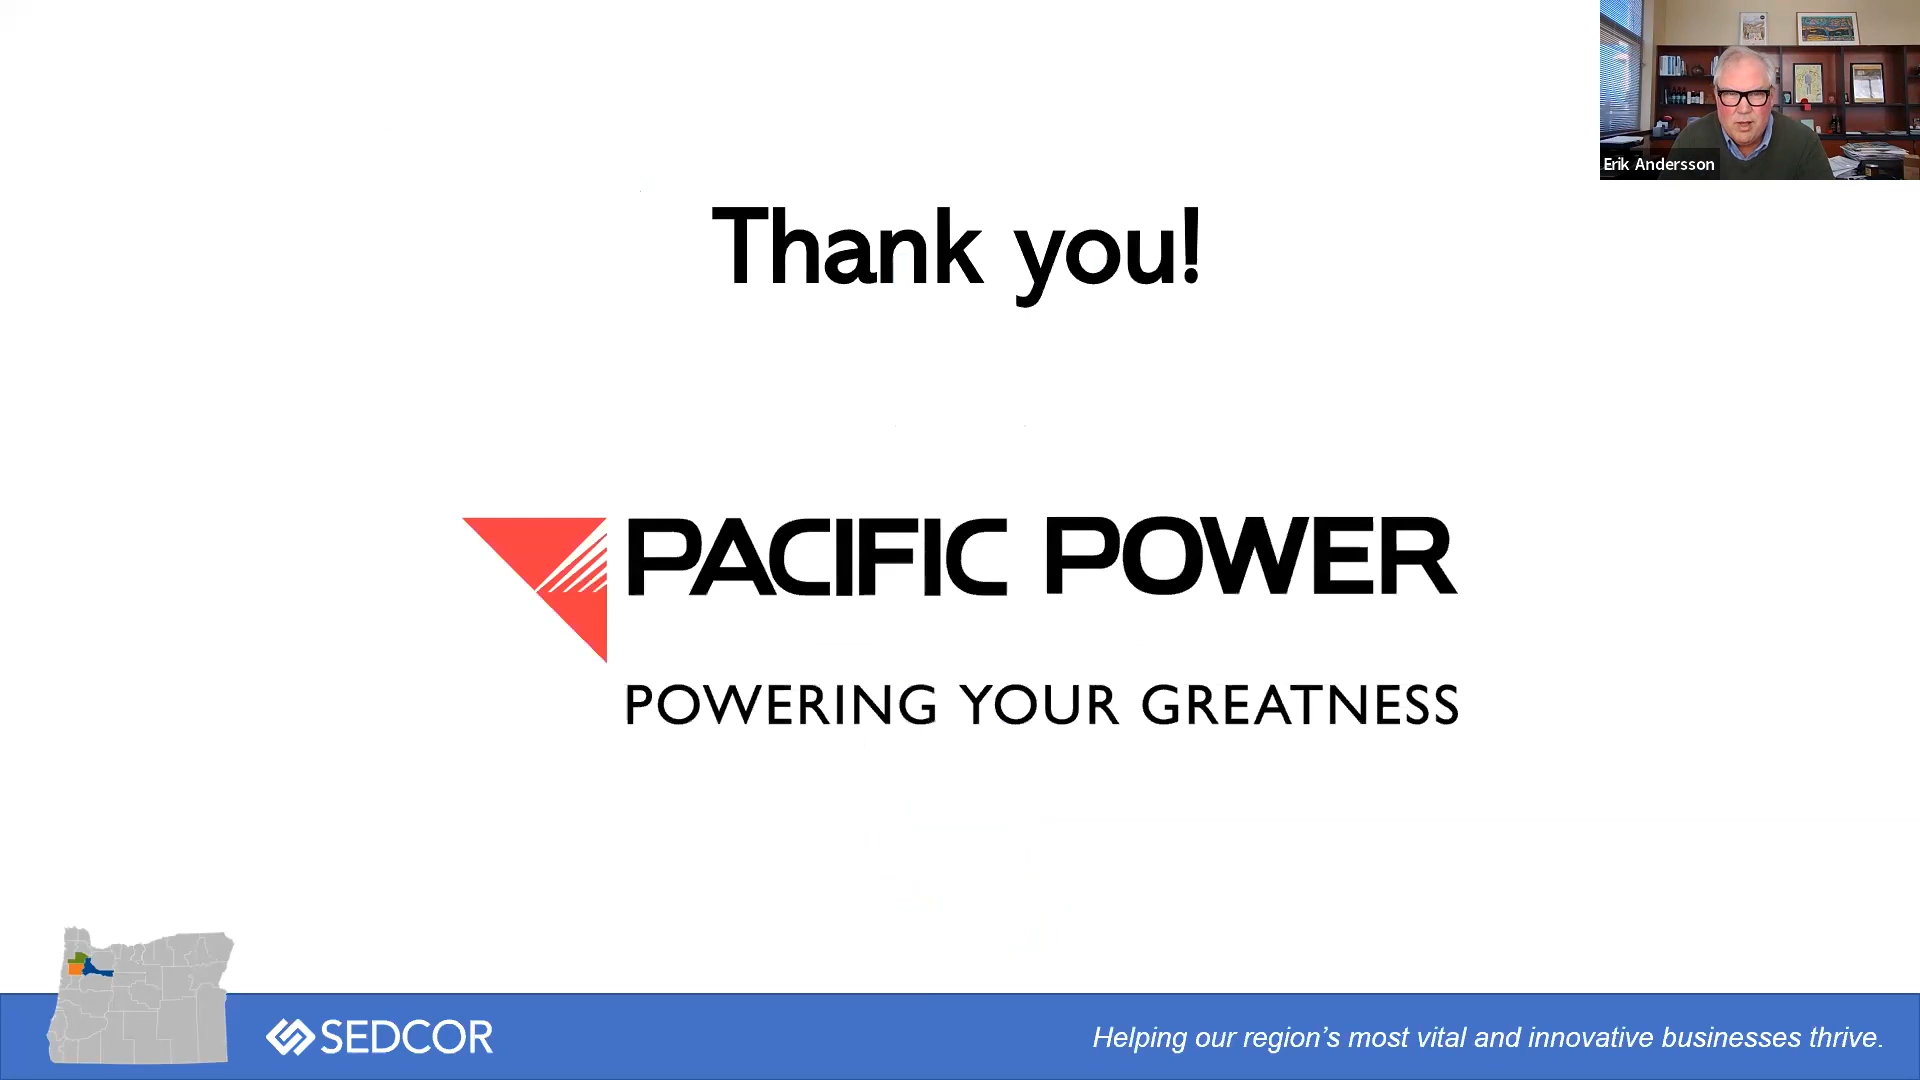 Erik Andersson
Thank you!
PACIFIC POWER
POWERING YOUR GREATNESS
SEDCOR
Helping our region's most vital and innovative businesses thrive.